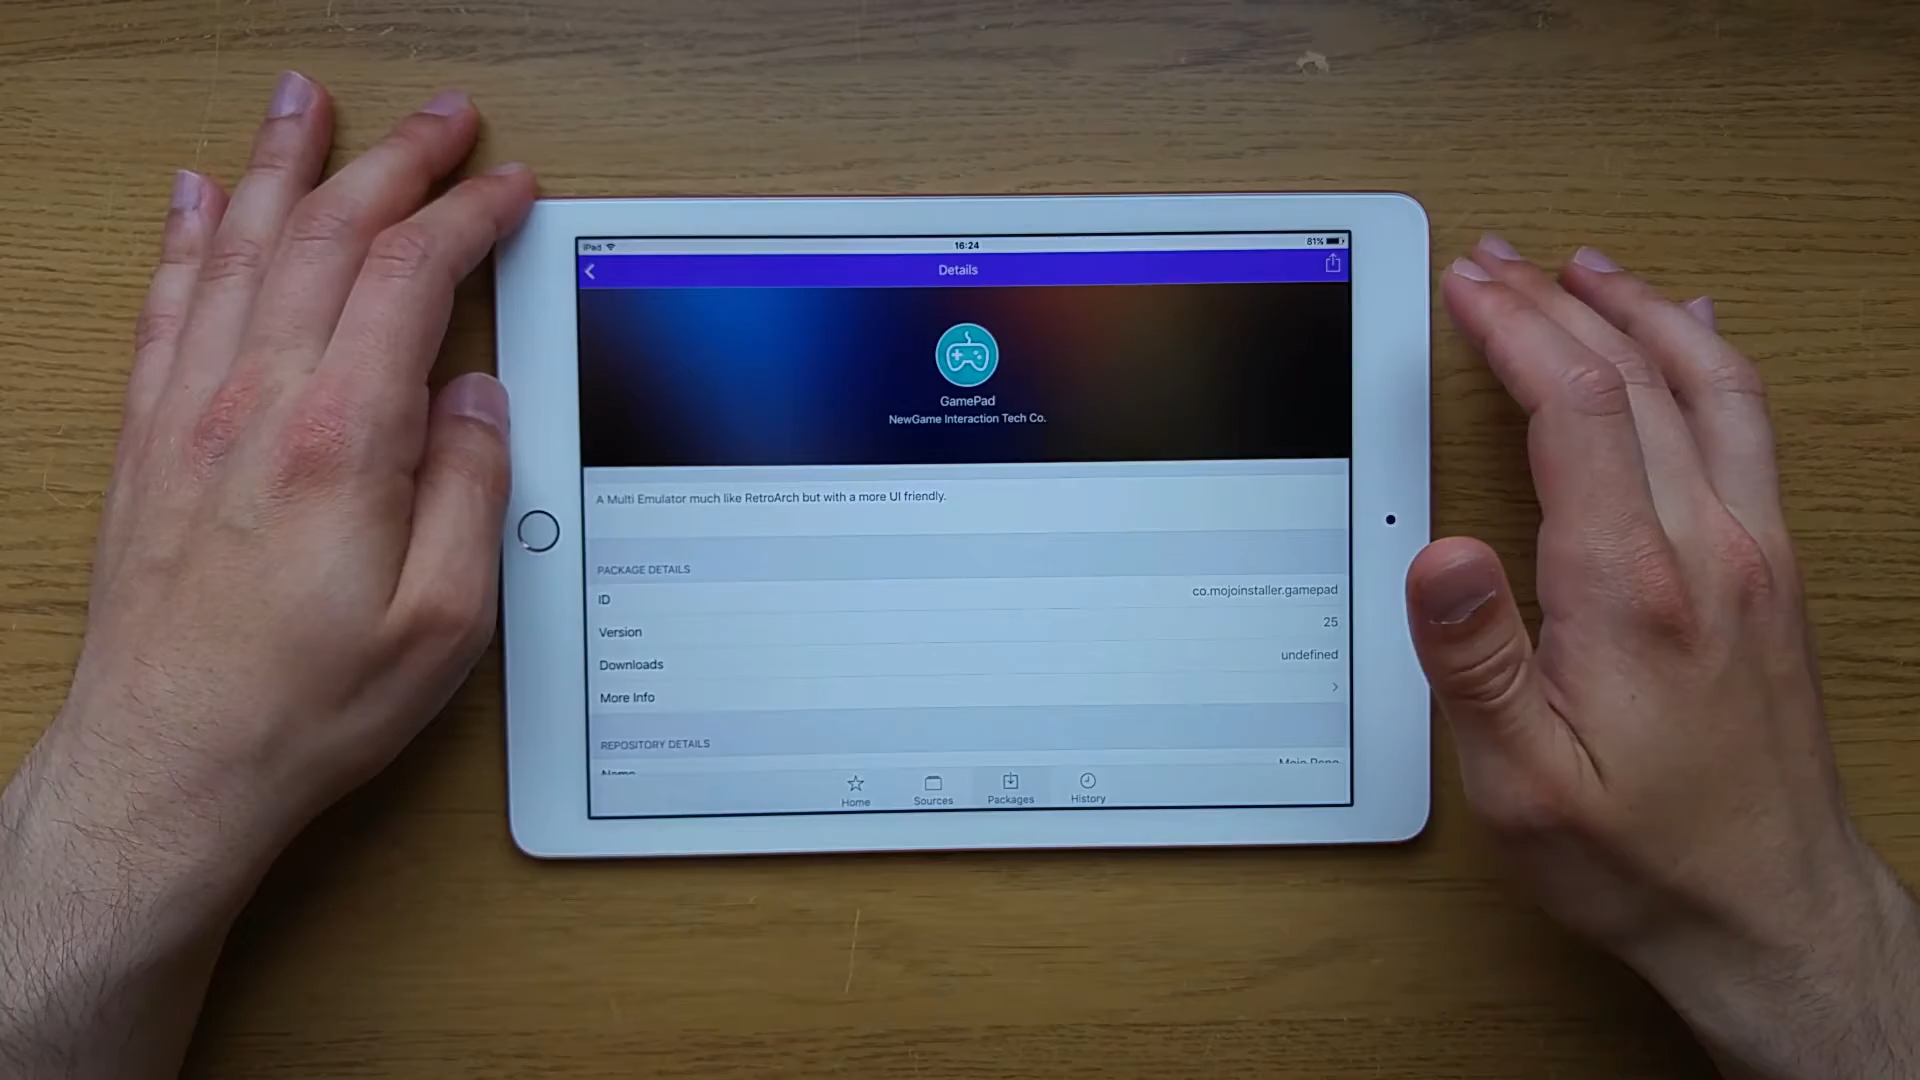 iPad
16:24
81%
Details
GamePad
NewGame Interaction Tech Co.
A Multi Emulator much like RetroArch but with a more UI friendly.
PACKAGE DETAILS
ID co.mojoinstaller.gamepad
Version 25
Downloads undefined
More Info
REPOSITORY DETAILS
Name Mojo Repo
Home Sources Packages History